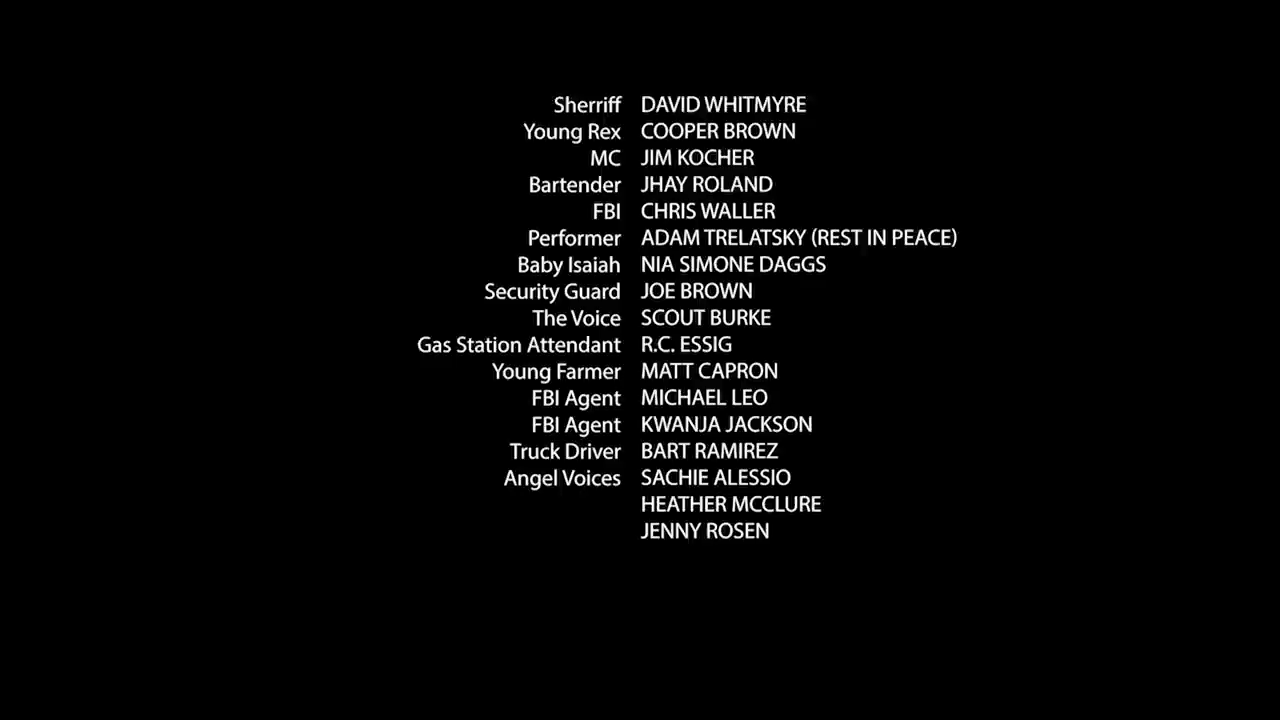 Sherriff DAVID WHITMYRE
Young Rex COOPER BROWN
MC JIM KOCHER
Bartender JHAY ROLAND
FBI CHRIS WALLER
Performer ADAM TRELATSKY (REST IN PEACE)
Baby Isaiah NIA SIMONE DAGGS
Security Guard JOE BROWN
The Voice SCOUT BURKE
Gas Station Attendant R.C. ESSIG
Young Farmer MATT CAPRON
FBI Agent MICHAEL LEO
FBI Agent KWANJA JACKSON
Truck Driver BART RAMIREZ
Angel Voices SACHIE ALESSIO
HEATHER MCCLURE
JENNY ROSEN